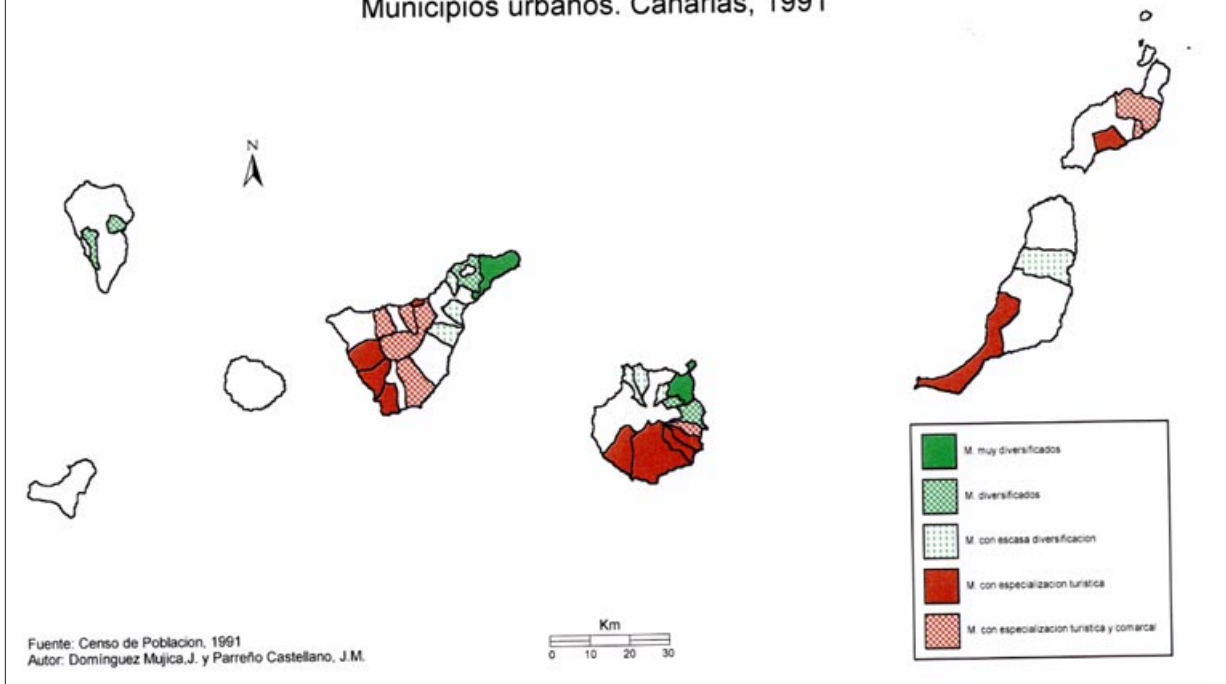 Municipios urbanos. Canarias, 1991
N
M. muy diversificados
M. diversificados
M. con escasa diversificacion
M. con especializacion turistica
M. con especializacion turistica y comarcal
Km
0 10 20 30
Fuente: Censo de Poblacion, 1991
Autor: Domínguez Mujica,J. y Parreño Castellano, J.M.